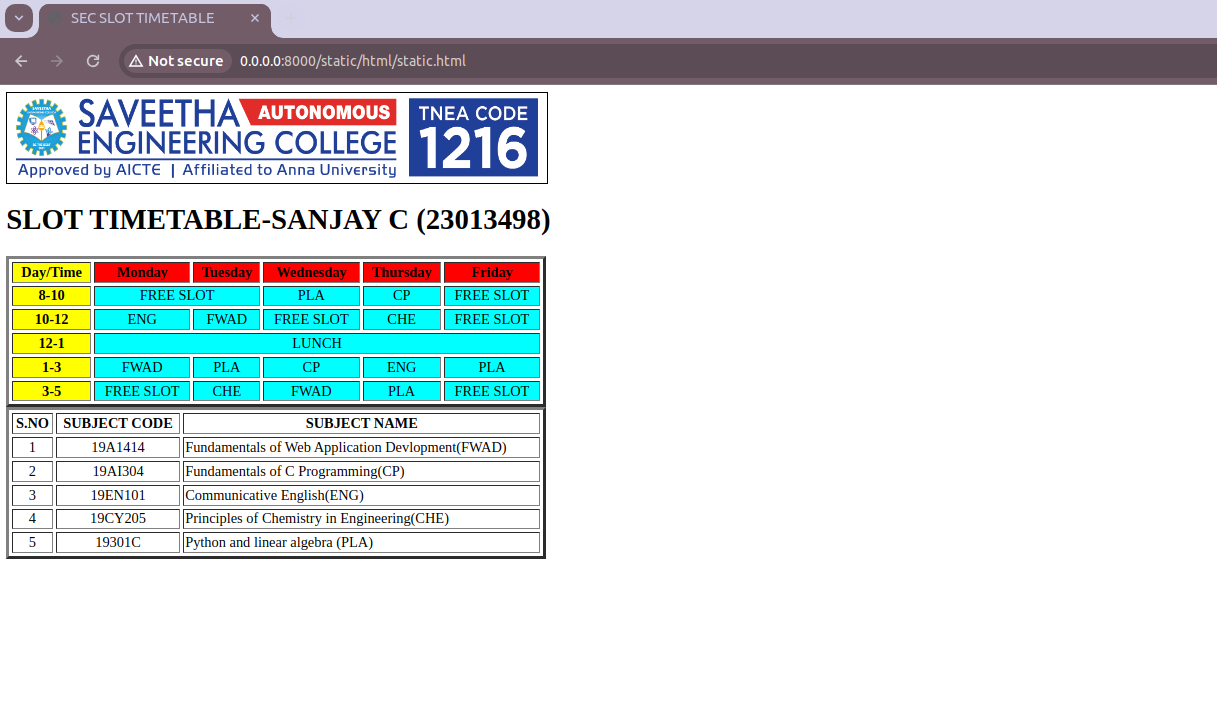 SEC SLOT TIMETABLE
Not secure 0.0.0.0:8000/static/html/static.html
SAVEETHA AUTONOMOUS
ENGINEERING COLLEGE
Approved by AICTE | Affiliated to Anna University
TNEA CODE
1216
SLOT TIMETABLE-SANJAY C (23013498)
Day/Time Monday Tuesday Wednesday Thursday Friday
8-10 FREE SLOT PLA CP FREE SLOT
10-12 ENG FWAD FREE SLOT CHE FREE SLOT
12-1 LUNCH
1-3 FWAD PLA CP ENG PLA
3-5 FREE SLOT CHE FWAD PLA FREE SLOT
S.NO SUBJECT CODE SUBJECT NAME
1 19A1414 Fundamentals of Web Application Devlopment(FWAD)
2 19AI304 Fundamentals of C Programming(CP)
3 19EN101 Communicative English(ENG)
4 19CY205 Principles of Chemistry in Engineering(CHE)
5 19301C Python and linear algebra (PLA)